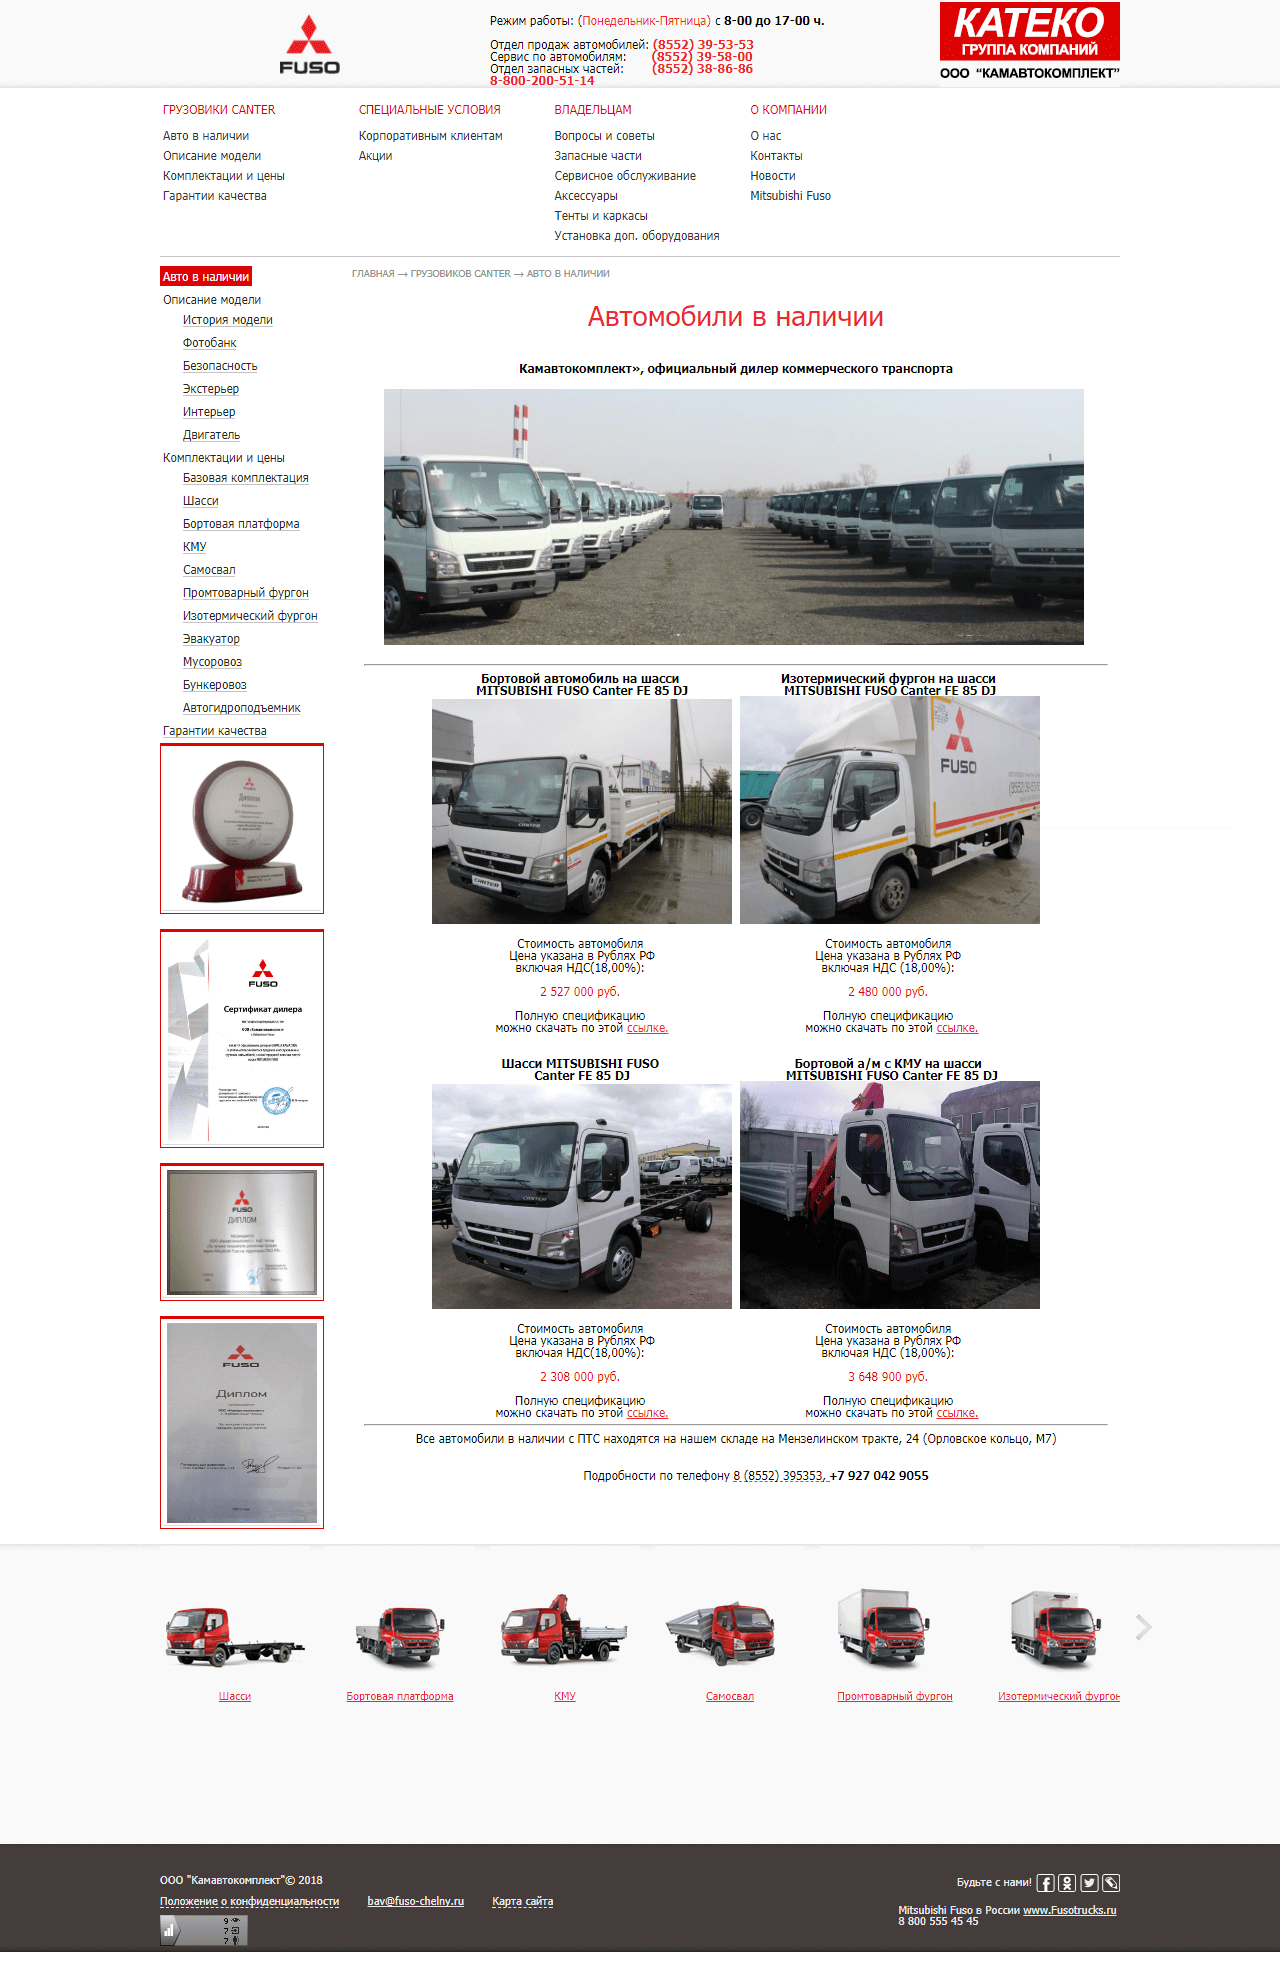 FUSO
Режим работы: (Понедельник-Пятница) с 8-00 до 17-00 ч.
Отдел продаж автомобилей: (8552) 39-53-53
Сервис по автомобилям: (8552) 39-58-00
Отдел запасных частей: (8552) 38-86-86
8-800-200-51-14
КАТЕКО
ГРУППА КОМПАНИЙ
ООО "КАМАВТОКОМПЛЕКТ"
ГРУЗОВИКИ CANTER
Авто в наличии
Описание модели
Комплектации и цены
Гарантии качества
СПЕЦИАЛЬНЫЕ УСЛОВИЯ
Корпоративным клиентам
Акции
ВЛАДЕЛЬЦАМ
Вопросы и советы
Запасные части
Сервисное обслуживание
Аксессуары
Тенты и каркасы
Установка доп. оборудования
О КОМПАНИИ
О нас
Контакты
Новости
Mitsubishi Fuso
Авто в наличии
Описание модели
История модели
Фотобанк
Безопасность
Экстерьер
Интерьер
Двигатель
Комплектации и цены
Базовая комплектация
Шасси
Бортовая платформа
КМУ
Самосвал
Промтоварный фургон
Изотермический фургон
Эвакуатор
Мусоровоз
Бункеровоз
Автогидроподъемник
Гарантии качества
Диплом
FUSO
Сертификат дилера
FUSO
ДИПЛОМ
FUSO
Диплом
ГЛАВНАЯ → ГРУЗОВИКОВ CANTER → АВТО В НАЛИЧИИ
Автомобили в наличии
Камавтокомплект», официальный дилер коммерческого транспорта
Бортовой автомобиль на шасси
MITSUBISHI FUSO Canter FE 85 DJ
CANTER
Стоимость автомобиля
Цена указана в Рублях РФ
включая НДС(18,00%):
2 527 000 руб.
Полную спецификацию
можно скачать по этой ссылке.
Изотермический фургон на шасси
MITSUBISHI FUSO Canter FE 85 DJ
FUSO
Стоимость автомобиля
Цена указана в Рублях РФ
включая НДС (18,00%):
2 480 000 руб.
Полную спецификацию
можно скачать по этой ссылке.
Шасси MITSUBISHI FUSO
Canter FE 85 DJ
Стоимость автомобиля
Цена указана в Рублях РФ
включая НДС(18,00%):
2 308 000 руб.
Полную спецификацию
можно скачать по этой ссылке.
Бортовой а/м с КМУ на шасси
MITSUBISHI FUSO Canter FE 85 DJ
Стоимость автомобиля
Цена указана в Рублях РФ
включая НДС (18,00%):
3 648 900 руб.
Полную спецификацию
можно скачать по этой ссылке.
Все автомобили в наличии с ПТС находятся на нашем складе на Мензелинском тракте, 24 (Орловское кольцо, М7)
Подробности по телефону 8 (8552) 395353, +7 927 042 9055
Шасси
Бортовая платформа
КМУ
Самосвал
Промтоварный фургон
Изотермический фургон
ООО "Камавтокомплект"© 2018
Положение о конфиденциальности
bav@fuso-chelny.ru
Карта сайта
9
7
7
Будьте с нами!
Mitsubishi Fuso в России www.Fusotrucks.ru
8 800 555 45 45